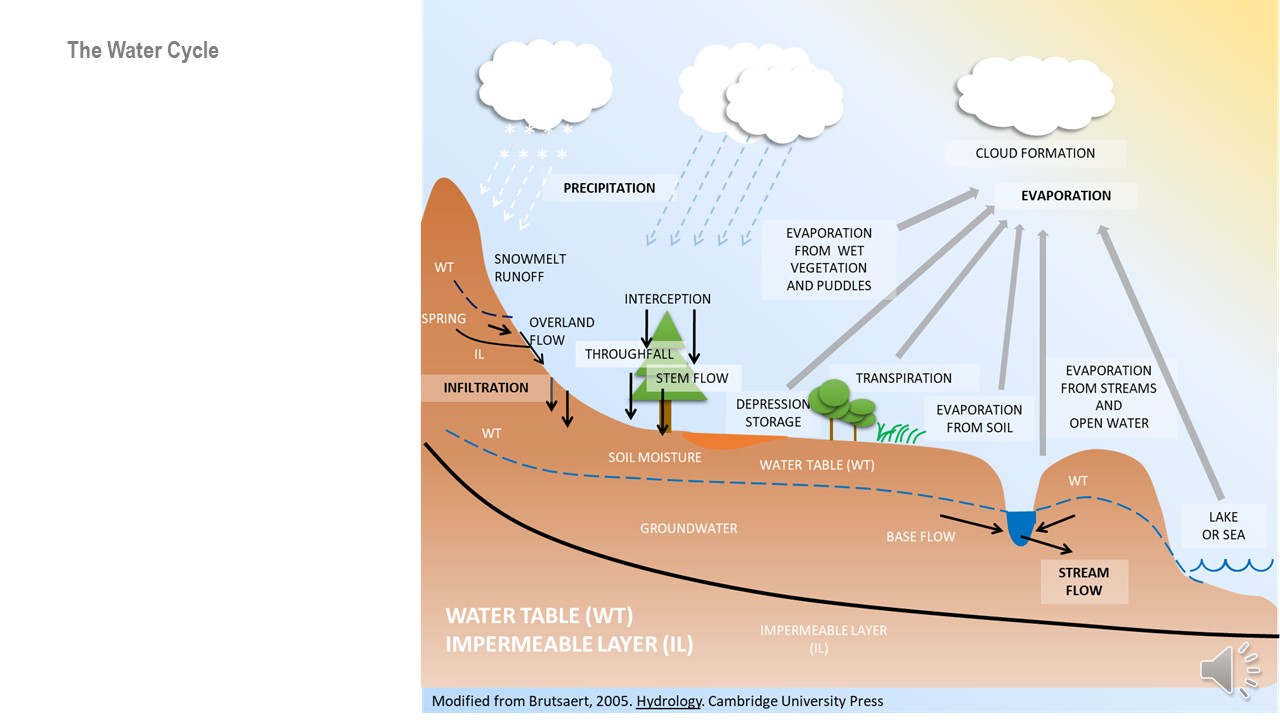 The Water Cycle
CLOUD FORMATION
PRECIPITATION
EVAPORATION
EVAPORATION
FROM WET
VEGETATION
AND PUDDLES
WT
SNOWMELT
RUNOFF
INTERCEPTION
SPRING
OVERLAND
FLOW
IL
THROUGHFALL
STEM FLOW
TRANSPIRATION
EVAPORATION
FROM STREAMS
AND
OPEN WATER
INFILTRATION
DEPRESSION
STORAGE
EVAPORATION
FROM SOIL
WT
SOIL MOISTURE
WATER TABLE (WT)
WT
GROUNDWATER
BASE FLOW
LAKE
OR SEA
STREAM
FLOW
WATER TABLE (WT)
IMPERMEABLE LAYER (IL)
IMPERMEABLE LAYER
(IL)
Modified from Brutsaert, 2005. Hydrology. Cambridge University Press